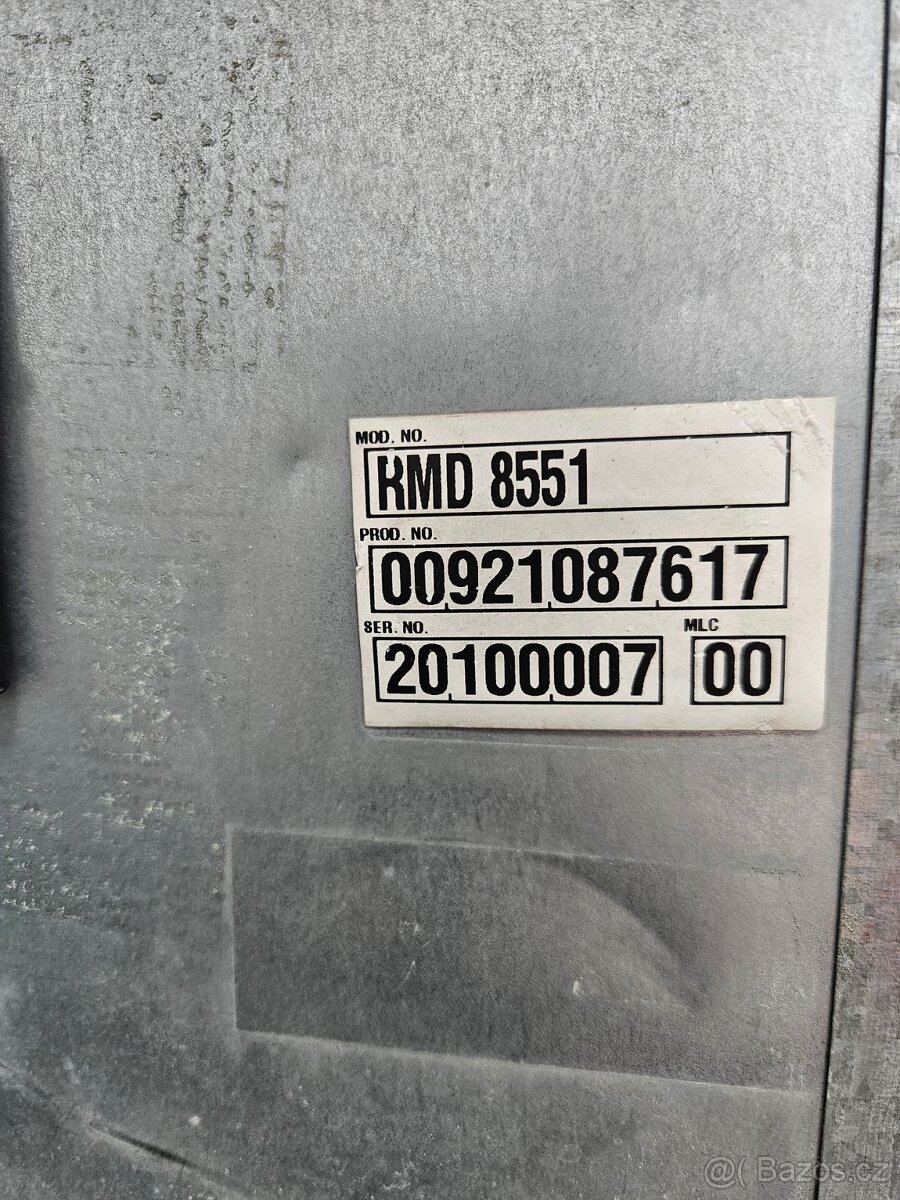 MOD. NO.
RMD 8551
PROD. NO.
00921087617
SER. NO. MLC
20100007 00
@( Bazos.cz